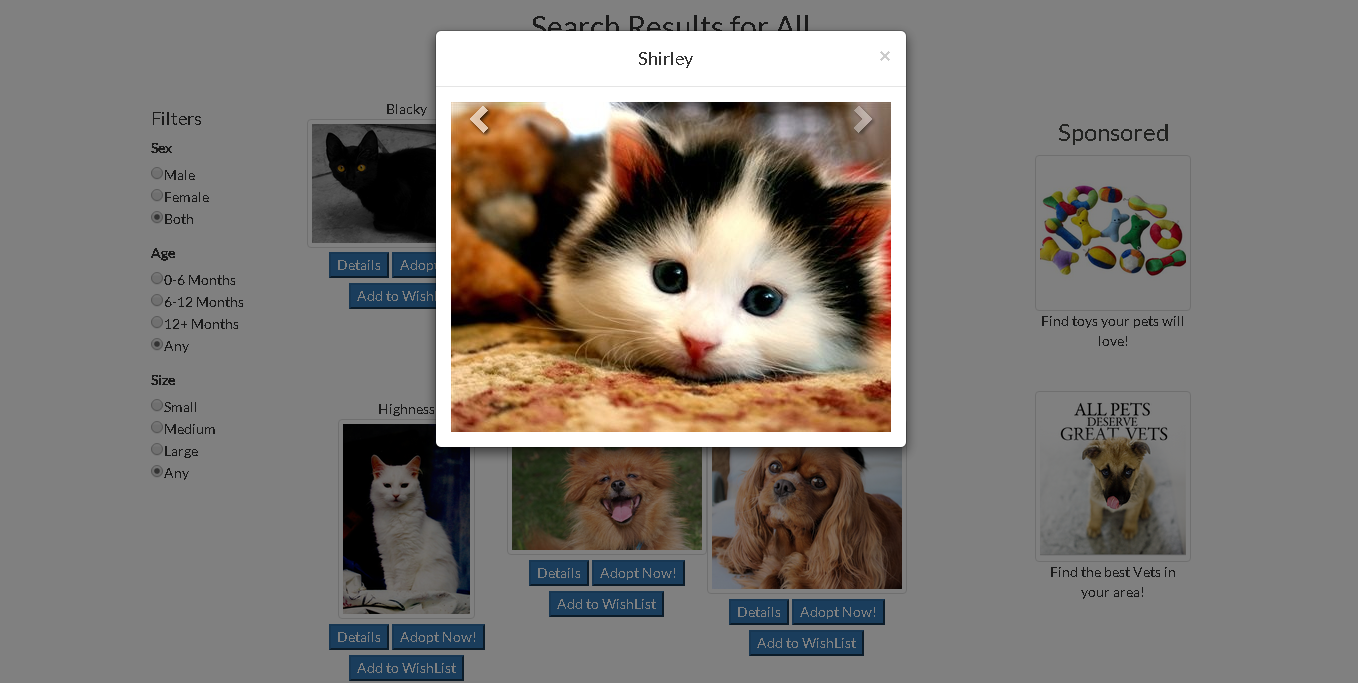 Search Results for All
Shirley
×
Filters
Sex
Male
Female
Both
Age
0-6 Months
6-12 Months
12+ Months
Any
Size
Small
Medium
Large
Any
Blacky
Details
Add to
Highness
Details Adopt Now!
Add to WishList
Details Adopt Now!
Add to WishList
Details Adopt Now!
Add to WishList
Sponsored
Find toys your pets will
love!
ALL PETS
DESERVE
GREAT VETS
Find the best Vets in
your area!